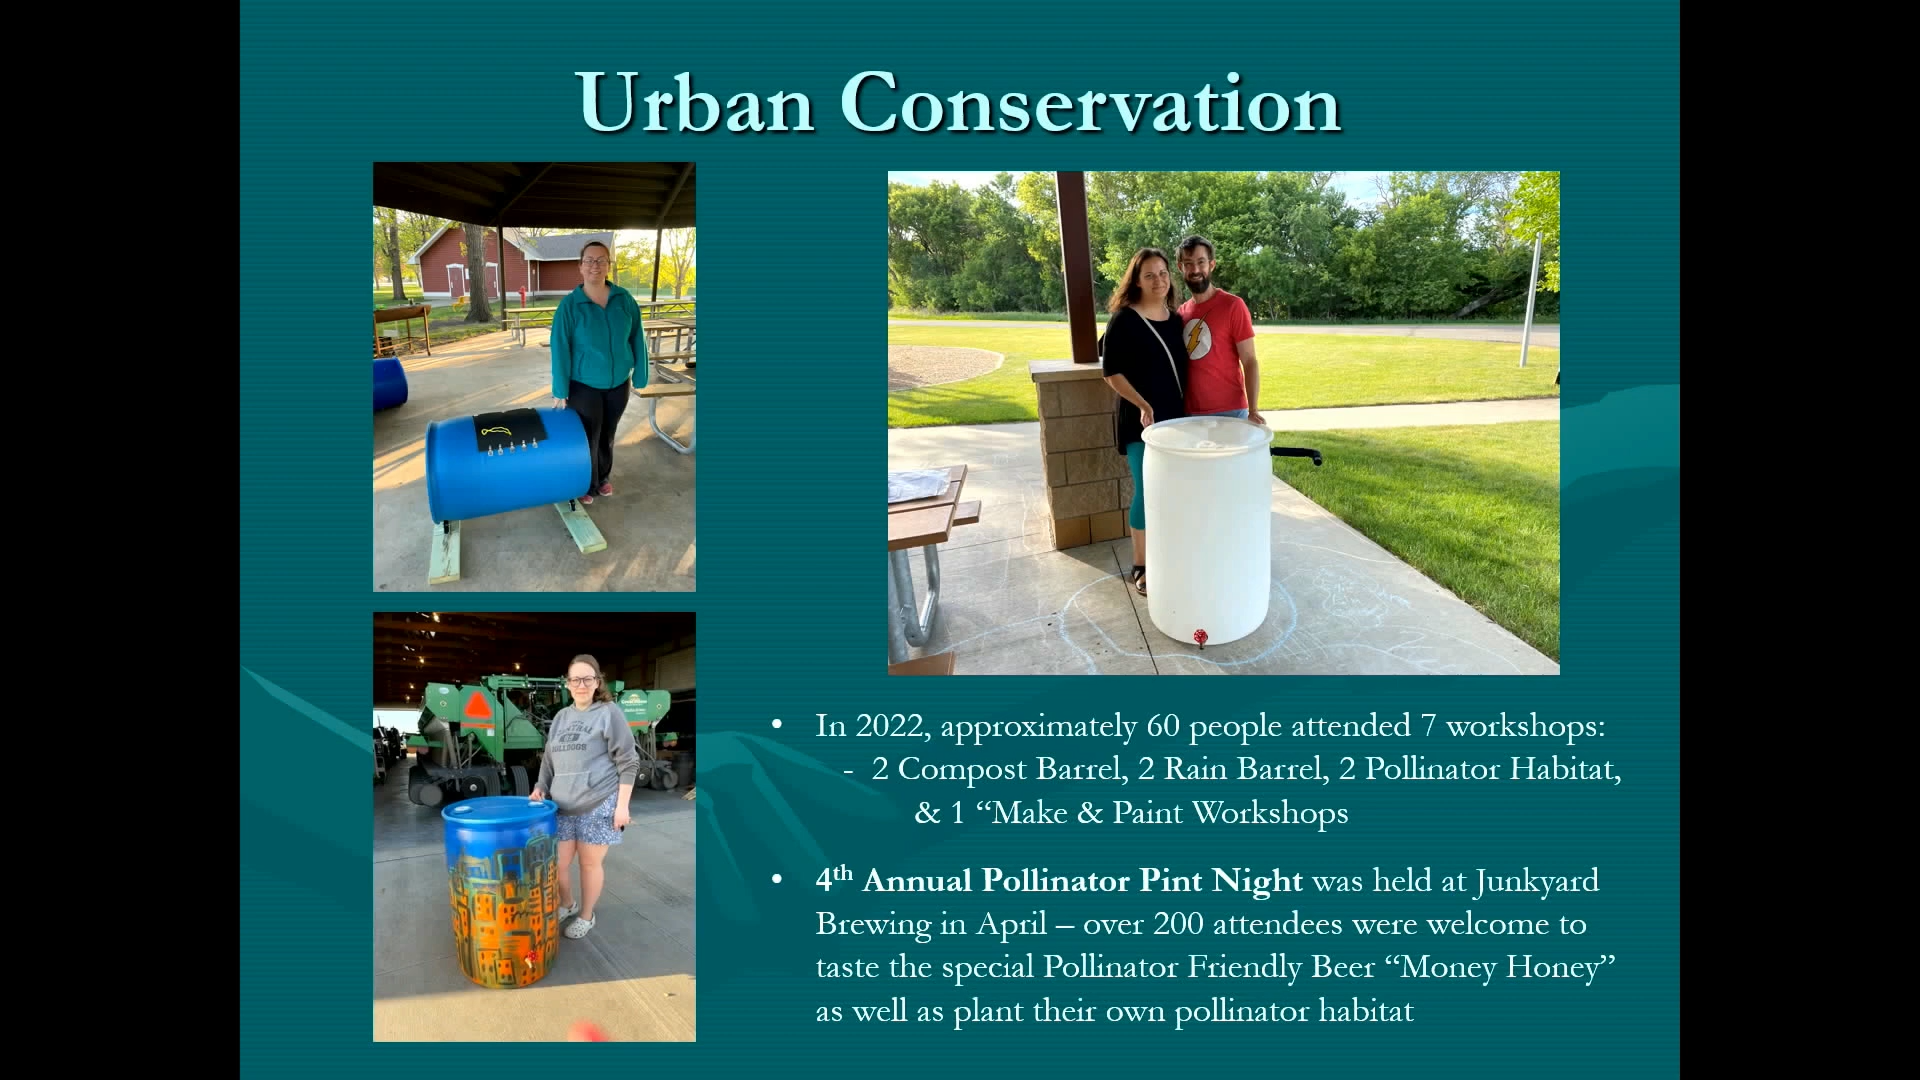 Urban Conservation
BULLDOGS
• In 2022, approximately 60 people attended 7 workshops:
- 2 Compost Barrel, 2 Rain Barrel, 2 Pollinator Habitat,
& 1 “Make & Paint Workshops
• 4th Annual Pollinator Pint Night was held at Junkyard
Brewing in April – over 200 attendees were welcome to
taste the special Pollinator Friendly Beer “Money Honey”
as well as plant their own pollinator habitat